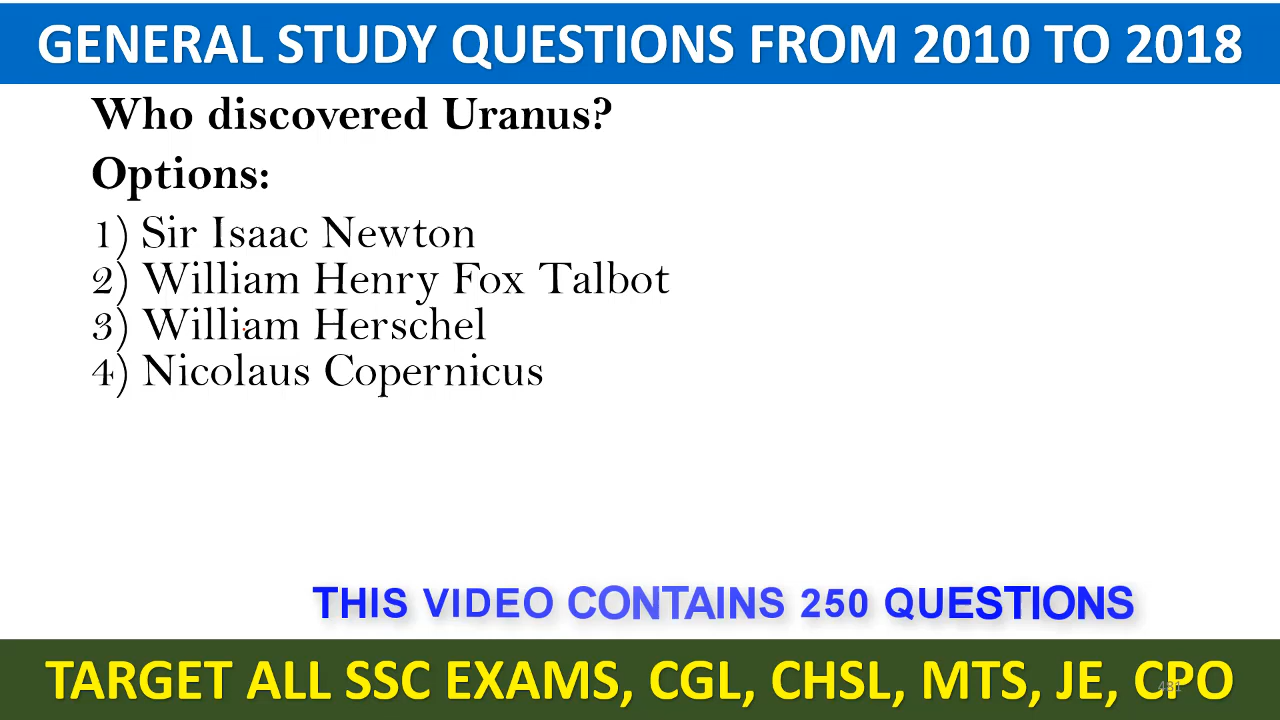 GENERAL STUDY QUESTIONS FROM 2010 TO 2018
Who discovered Uranus?
Options:
1) Sir Isaac Newton
2) William Henry Fox Talbot
3) William Herschel
4) Nicolaus Copernicus
THIS VIDEO CONTAINS 250 QUESTIONS
TARGET ALL SSC EXAMS, CGL, CHSL, MTS, JE, CPO